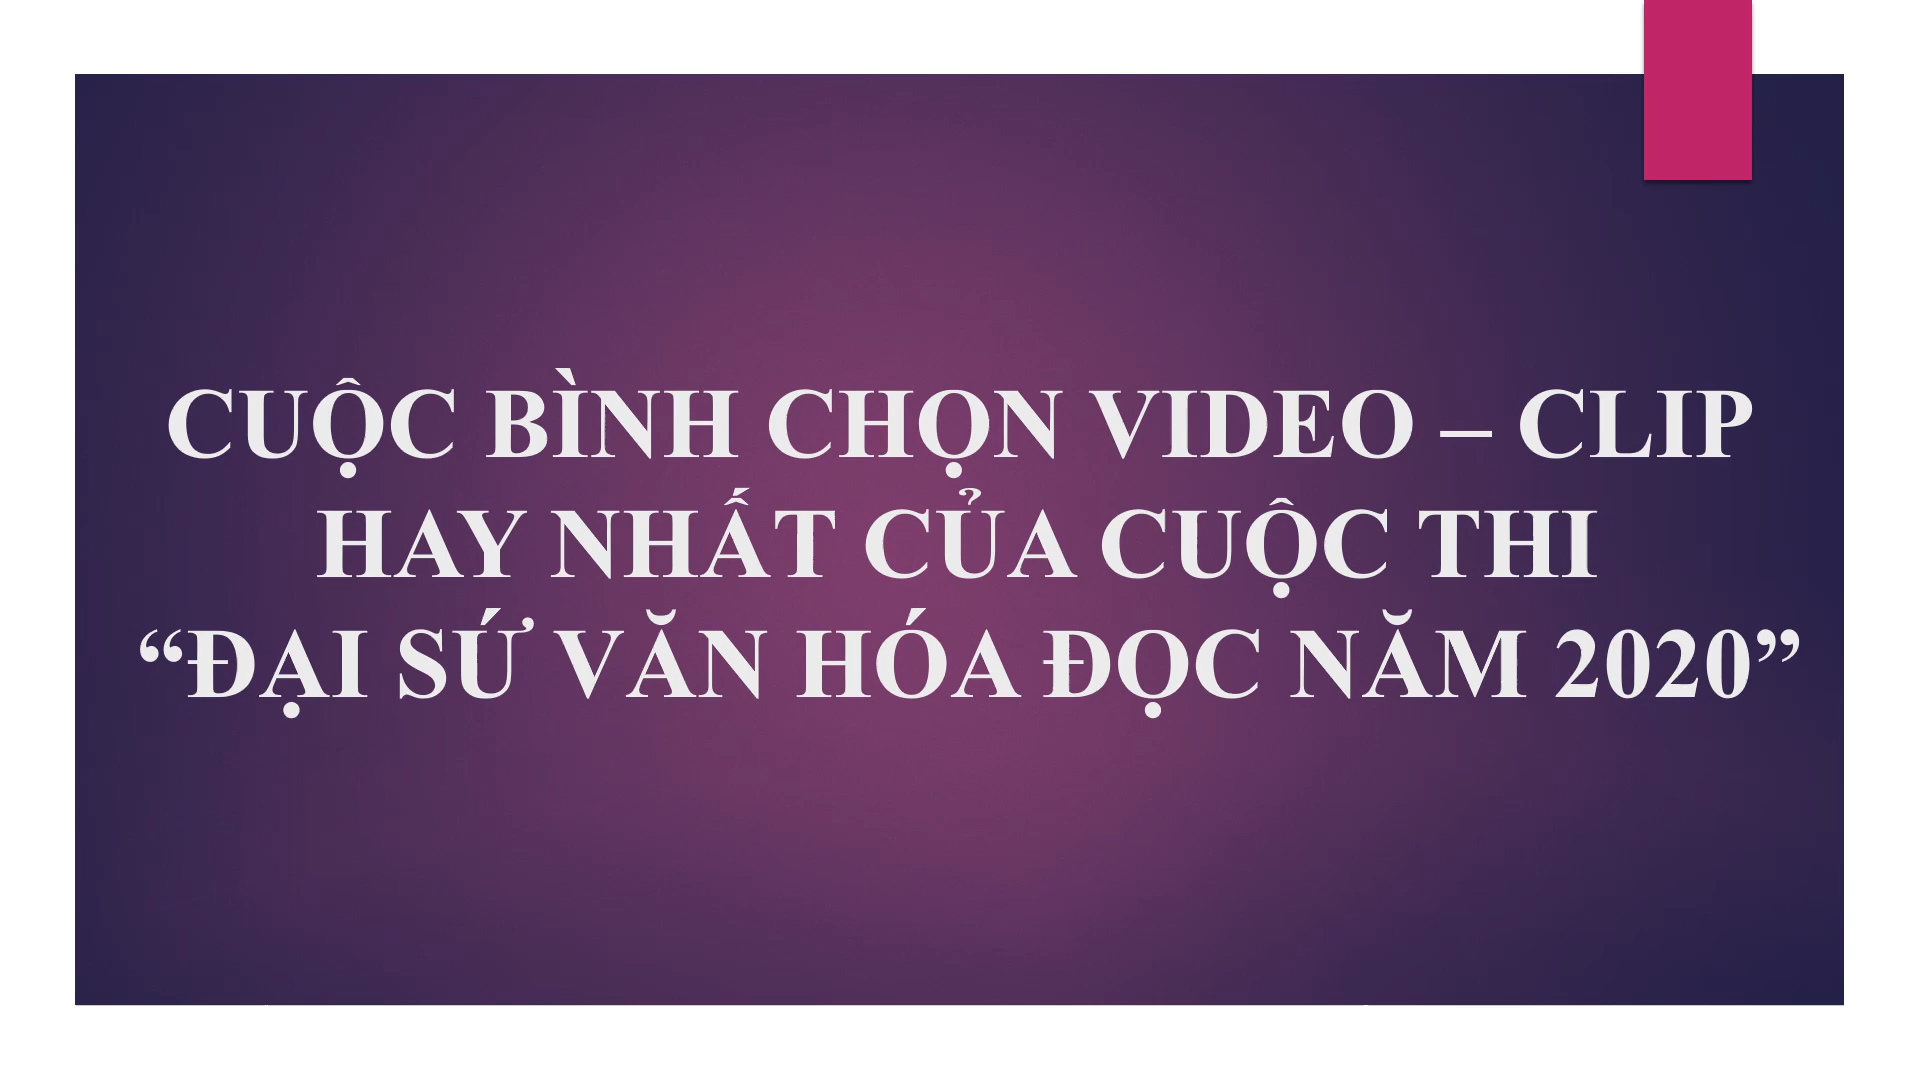 CUỘC BÌNH CHỌN VIDEO – CLIP
HAY NHẤT CỦA CUỘC THI
“ĐẠI SỨ VĂN HÓA ĐỌC NĂM 2020”